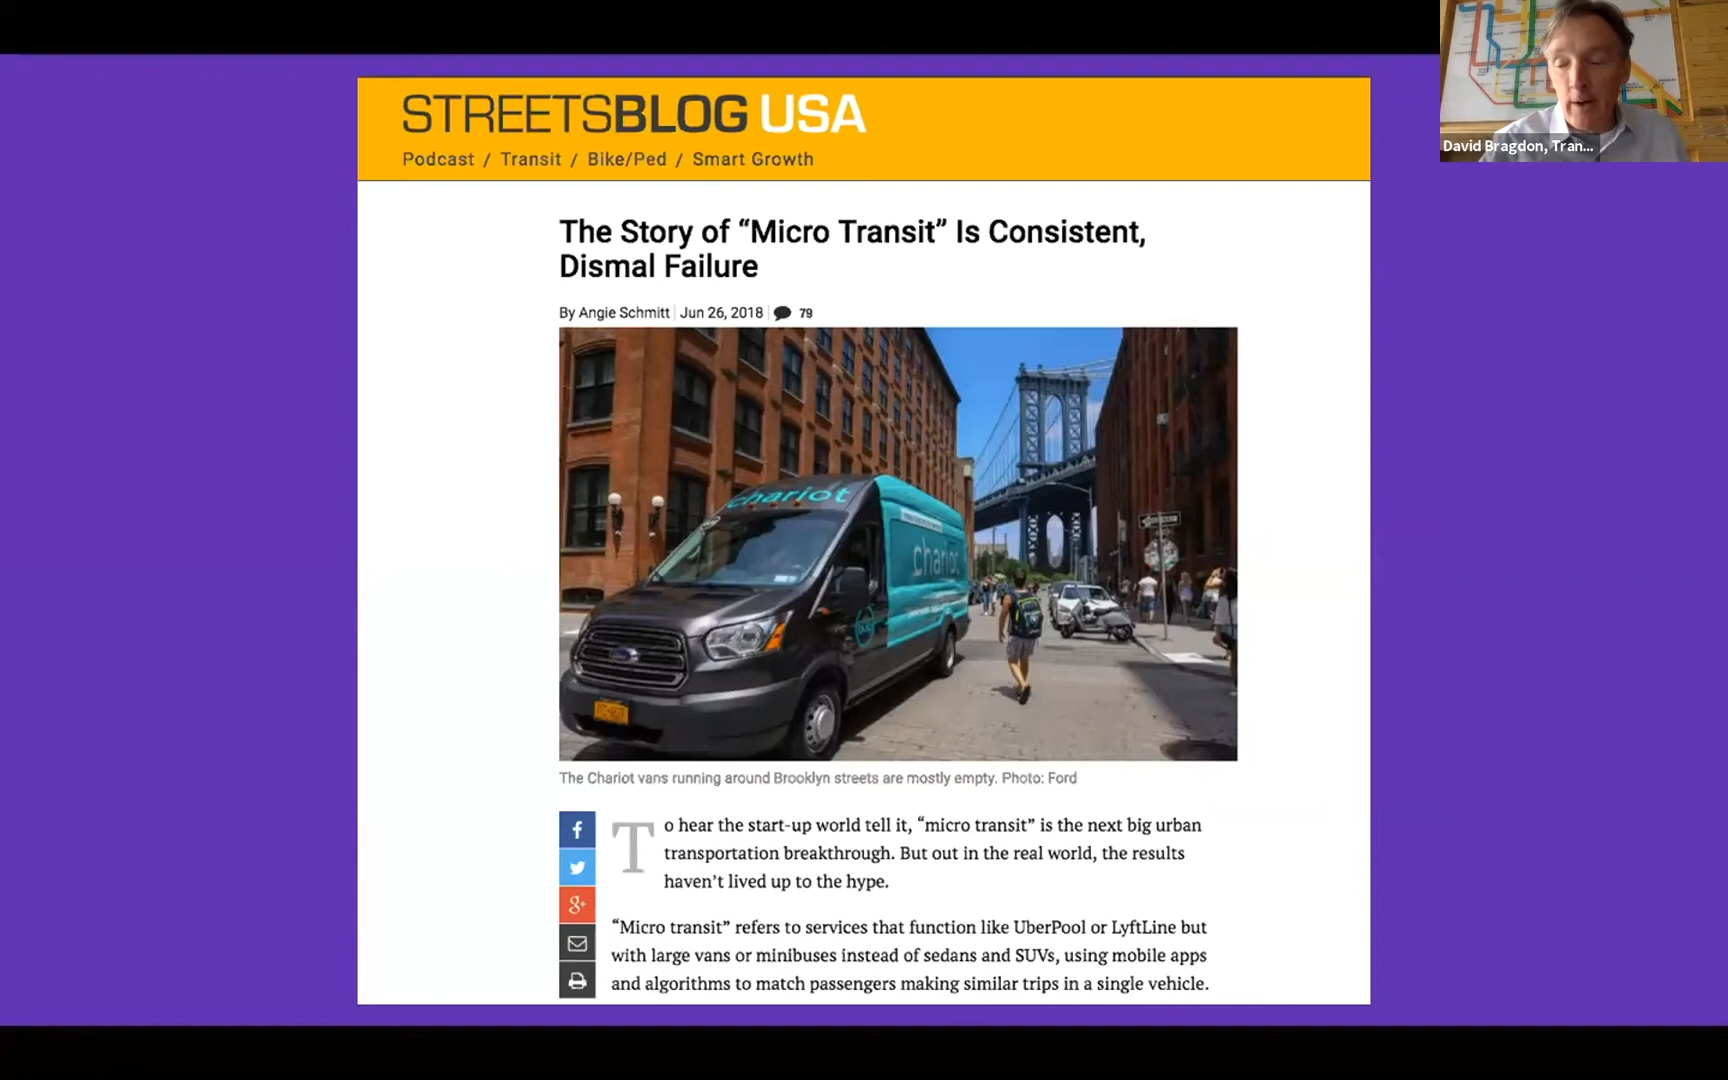 STREETSBLOG USA
Podcast / Transit / Bike/Ped / Smart Growth
David Bragdon, Tran...
The Story of “Micro Transit” Is Consistent,
Dismal Failure
By Angie Schmitt | Jun 26, 2018 | 79
chariot
chariot
The Chariot vans running around Brooklyn streets are mostly empty. Photo: Ford
To hear the start-up world tell it, “micro transit” is the next big urban
transportation breakthrough. But out in the real world, the results
haven’t lived up to the hype.
“Micro transit” refers to services that function like UberPool or LyftLine but
with large vans or minibuses instead of sedans and SUVs, using mobile apps
and algorithms to match passengers making similar trips in a single vehicle.